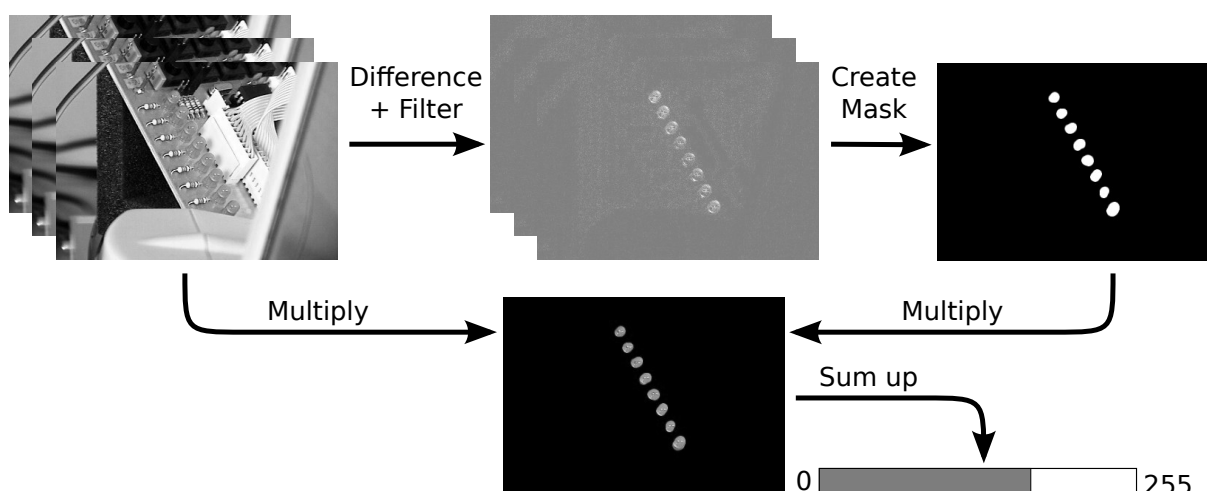 Difference
+ Filter
Create
Mask
Multiply
Multiply
Sum up
0
255